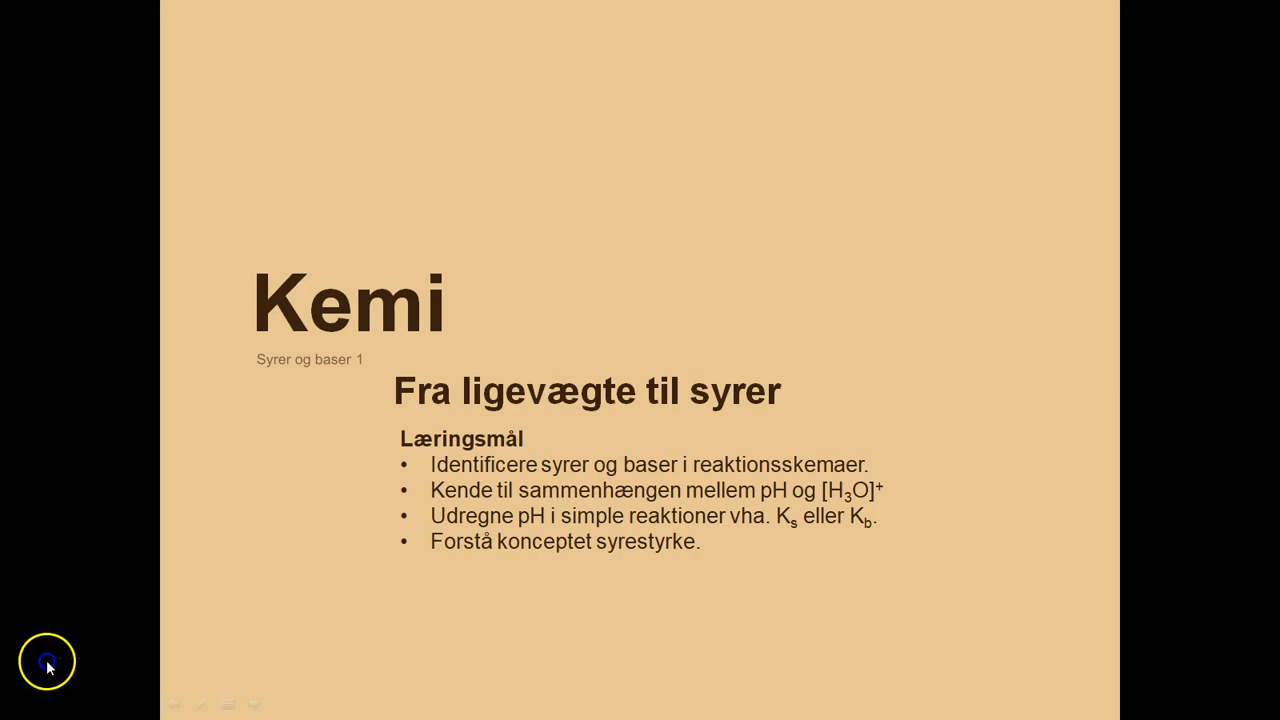 Kemi
Syrer og baser 1
Fra ligevægte til syrer
Læringsmål
• Identificere syrer og baser i reaktionsskemaer.
• Kende til sammenhængen mellem pH og [H₃O]⁺
• Udregne pH i simple reaktioner vha. Kₛ eller K_b.
• Forstå konceptet syrestyrke.